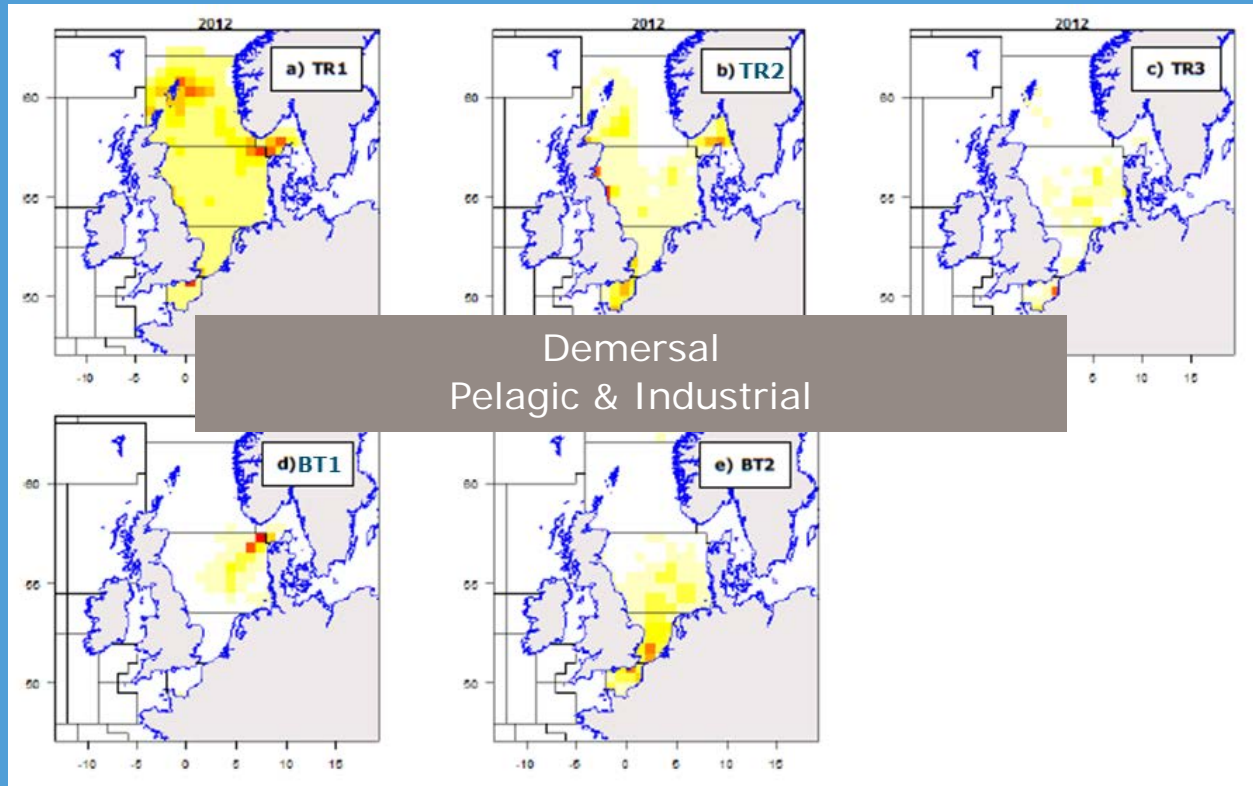 2012 2012 2012
a) TR1 b) TR2 c) TR3
60 60 60
55 55 55
50 50 50
Demersal
Pelagic & Industrial
-10 -5 0 5 10 15
d)BT1 e) BT2
60 60
55 55
50 50
-10 -5 0 5 10 15 -10 -5 0 5 10 15